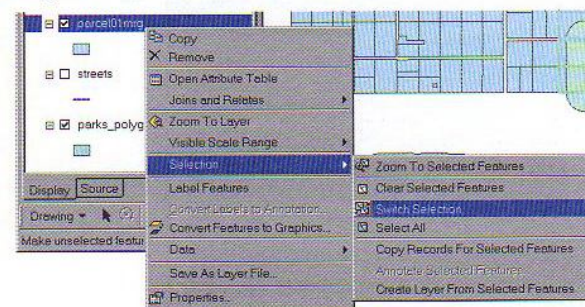 parcel01mrg
streets
parks_polyg
Display Source
Drawing
Make unselected featur
Copy
Remove
Open Attribute Table
Joins and Relates
Zoom To Layer
Visible Scale Range
Selection
Label Features
Convert Labels to Annotation...
Convert Features to Graphics...
Data
Save As Layer File...
Properties...
Zoom To Selected Features
Clear Selected Features
Switch Selection
Select All
Copy Records For Selected Features
Annotate Selected Features...
Create Layer From Selected Features